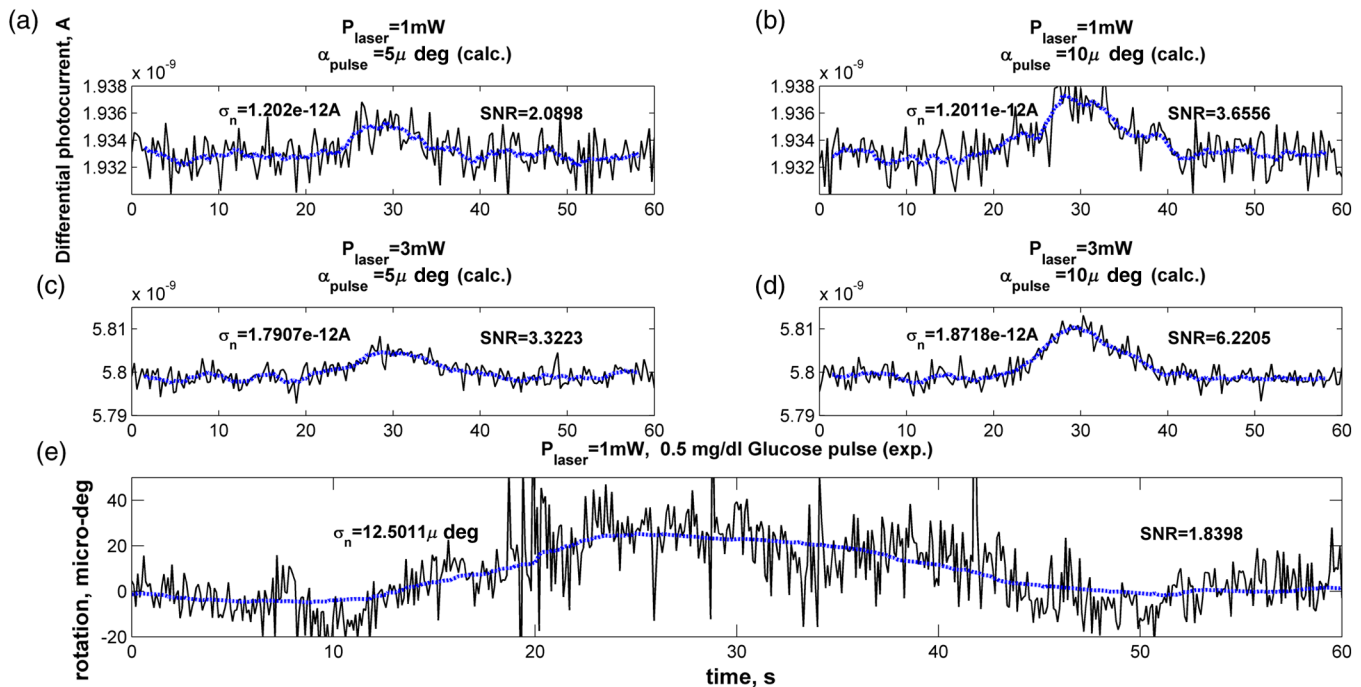 (a)
P_laser=1mW
α_pulse=5μ deg (calc.)
x 10^-9
Differential photocurrent, A
1.938
1.936
1.934
1.932
σ_n=1.202e-12A
SNR=2.0898
0 10 20 30 40 50 60
(b)
P_laser=1mW
α_pulse=10μ deg (calc.)
x 10^-9
1.938
1.936
1.934
1.932
σ_n=1.2011e-12A
SNR=3.6556
0 10 20 30 40 50 60
(c)
P_laser=3mW
α_pulse=5μ deg (calc.)
x 10^-9
5.81
5.8
5.79
σ_n=1.7907e-12A
SNR=3.3223
0 10 20 30 40 50 60
(d)
P_laser=3mW
α_pulse=10μ deg (calc.)
x 10^-9
5.81
5.8
5.79
σ_n=1.8718e-12A
SNR=6.2205
0 10 20 30 40 50 60
(e)
P_laser=1mW, 0.5 mg/dl Glucose pulse (exp.)
rotation, micro-deg
40
20
0
-20
σ_n=12.5011μ deg
SNR=1.8398
0 10 20 30 40 50 60
time, s